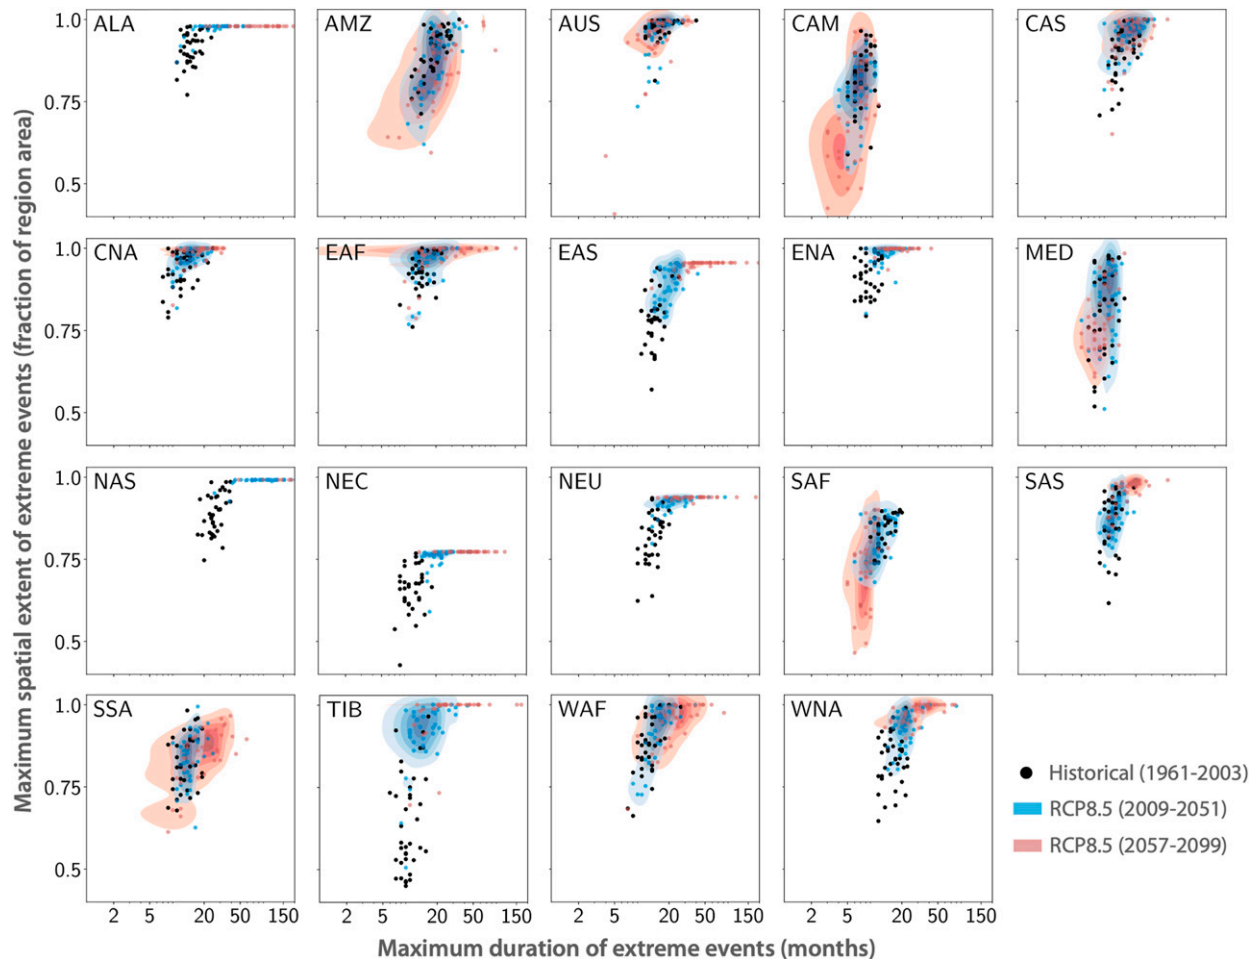 Maximum spatial extent of extreme events (fraction of region area)
ALA
AMZ
AUS
CAM
CAS
1.0
0.75
0.5
CNA
EAF
EAS
ENA
MED
1.0
0.75
0.5
NAS
NEC
NEU
SAF
SAS
1.0
0.75
0.5
SSA
TIB
WAF
WNA
1.0
0.75
0.5
Historical (1961-2003)
RCP8.5 (2009-2051)
RCP8.5 (2057-2099)
2 5 20 50 150
2 5 20 50 150
2 5 20 50 150
2 5 20 50 150
Maximum duration of extreme events (months)